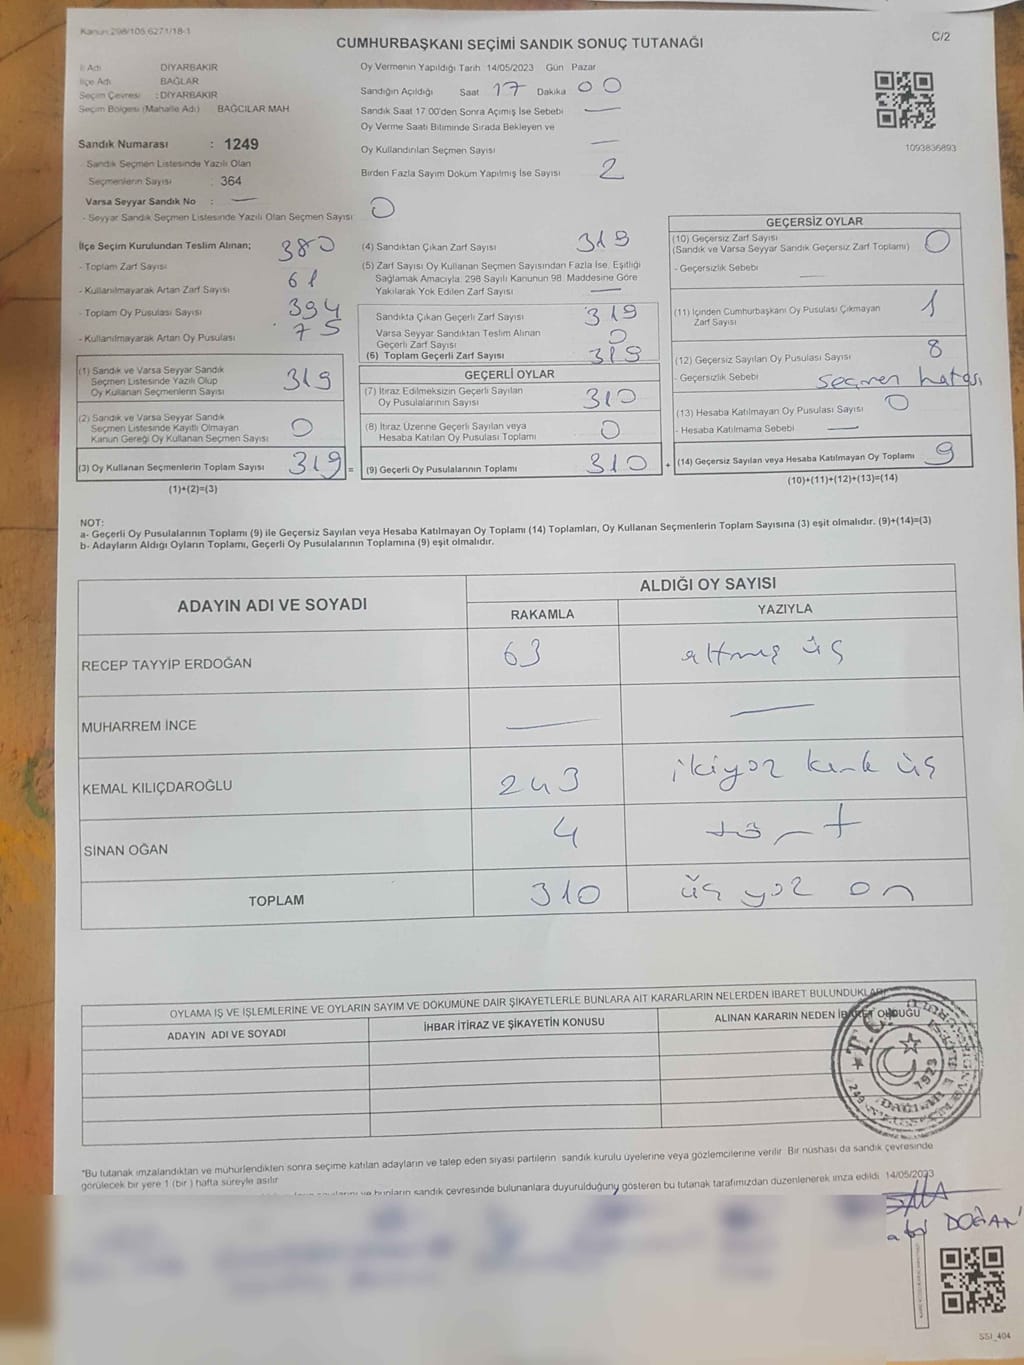 Kanun:298/105.6271/18-1
C/2
CUMHURBAŞKANI SEÇİMİ SANDIK SONUÇ TUTANAĞI
İl Adı DİYARBAKIR
İlçe Adı BAĞLAR
Seçim Çevresi : DİYARBAKIR
Seçim Bölgesi (Mahalle Adı) BAĞCILAR MAH.
Sandık Numarası : 1249
- Sandık Seçmen Listesinde Yazılı Olan
Seçmenlerin Sayısı : 364
Varsa Seyyar Sandık No : —
- Seyyar Sandık Seçmen Listesinde Yazılı Olan Seçmen Sayısı 0
Oy Vermenin Yapıldığı Tarih 14/05/2023 Gün Pazar
Sandığın Açıldığı Saat 17 Dakika 00
Sandık Saat 17:00'den Sonra Açımış İse Sebebi —
Oy Verme Saati Bitiminde Sırada Bekleyen ve
Oy Kullandırılan Seçmen Sayısı —
Birden Fazla Sayım Döküm Yapılmış İse Sayısı 2
1093836893
İlçe Seçim Kurulundan Teslim Alınan;
- Toplam Zarf Sayısı 380
- Kullanılmayarak Artan Zarf Sayısı 61
- Toplam Oy Pusulası Sayısı 394
- Kullanılmayarak Artan Oy Pusulası 75
(1) Sandık ve Varsa Seyyar Sandık
Seçmen Listesinde Yazılı Olup
Oy Kullanan Seçmenlerin Sayısı 319
(2) Sandık ve Varsa Seyyar Sandık
Seçmen Listesinde Kayıtlı Olmayan
Kanun Gereği Oy Kullanan Seçmen Sayısı 0
(3) Oy Kullanan Seçmenlerin Toplam Sayısı 319 =
(1)+(2)=(3)
(4) Sandıktan Çıkan Zarf Sayısı 319
(5) Zarf Sayısı Oy Kullanan Seçmen Sayısından Fazla İse, Eşitliği
Sağlamak Amacıyla, 298 Sayılı Kanunun 98. Maddesine Göre
Yakılarak Yok Edilen Zarf Sayısı —
Sandıkta Çıkan Geçerli Zarf Sayısı 319
Varsa Seyyar Sandıktan Teslim Alınan
Geçerli Zarf Sayısı 0
(6) Toplam Geçerli Zarf Sayısı 319
GEÇERLİ OYLAR
(7) İtiraz Edilmeksizin Geçerli Sayılan
Oy Pusulalarının Sayısı 310
(8) İtiraz Üzerine Geçerli Sayılan veya
Hesaba Katılan Oy Pusulası Toplamı 0
(9) Geçerli Oy Pusulalarının Toplamı 310 +
GEÇERSİZ OYLAR
(10) Geçersiz Zarf Sayısı 0
(Sandık ve Varsa Seyyar Sandık Geçersiz Zarf Toplamı)
- Geçersizlik Sebebi —
(11) İçinden Cumhurbaşkanı Oy Pusulası Çıkmayan
Zarf Sayısı 1
(12) Geçersiz Sayılan Oy Pusulası Sayısı 8
- Geçersizlik Sebebi seçmen hatası
(13) Hesaba Katılmayan Oy Pusulası Sayısı 0
- Hesaba Katılmama Sebebi —
(14) Geçersiz Sayılan veya Hesaba Katılmayan Oy Toplamı 9
(10)+(11)+(12)+(13)=(14)
NOT:
a- Geçerli Oy Pusulalarının Toplamı (9) ile Geçersiz Sayılan veya Hesaba Katılmayan Oy Toplamı (14) Toplamları, Oy Kullanan Seçmenlerin Toplam Sayısına (3) eşit olmalıdır. (9)+(14)=(3)
b- Adayların Aldığı Oyların Toplamı, Geçerli Oy Pusulalarının Toplamına (9) eşit olmalıdır.
ADAYIN ADI VE SOYADI
ALDIĞI OY SAYISI
RAKAMLA YAZIYLA
RECEP TAYYİP ERDOĞAN 63 altmış üç
MUHARREM İNCE — —
KEMAL KILIÇDAROĞLU 243 ikiyoz kırk üç
SİNAN OĞAN 4 tört
TOPLAM 310 üç yoz on
OYLAMA İŞ VE İŞLEMLERİNE VE OYLARIN SAYIM VE DÖKÜMÜNE DAİR ŞİKAYETLERLE BUNLARA AİT KARARLARIN NELERDEN İBARET BULUNDUKLARI
ADAYIN ADI VE SOYADI
İHBAR İTİRAZ VE ŞİKAYETİN KONUSU
ALINAN KARARIN NEDEN İBARET OLDUĞU
T.C. 1923
BAĞLAR
*Bu tutanak imzalandıktan ve mühürlendikten sonra seçime katılan adayların ve talep eden siyasi partilerin sandık kurulu üyelerine veya gözlemcilerine verilir. Bir nüshası da sandık çevresinde
görülecek bir yere 1 (bir ) hafta süreyle asılır.
bunların sandık çevresinde bulunanlara duyurulduğunu gösteren bu tutanak tarafımızdan düzenlenerek imza edildi. 14/05/2023
DOĞAN
SSI_404